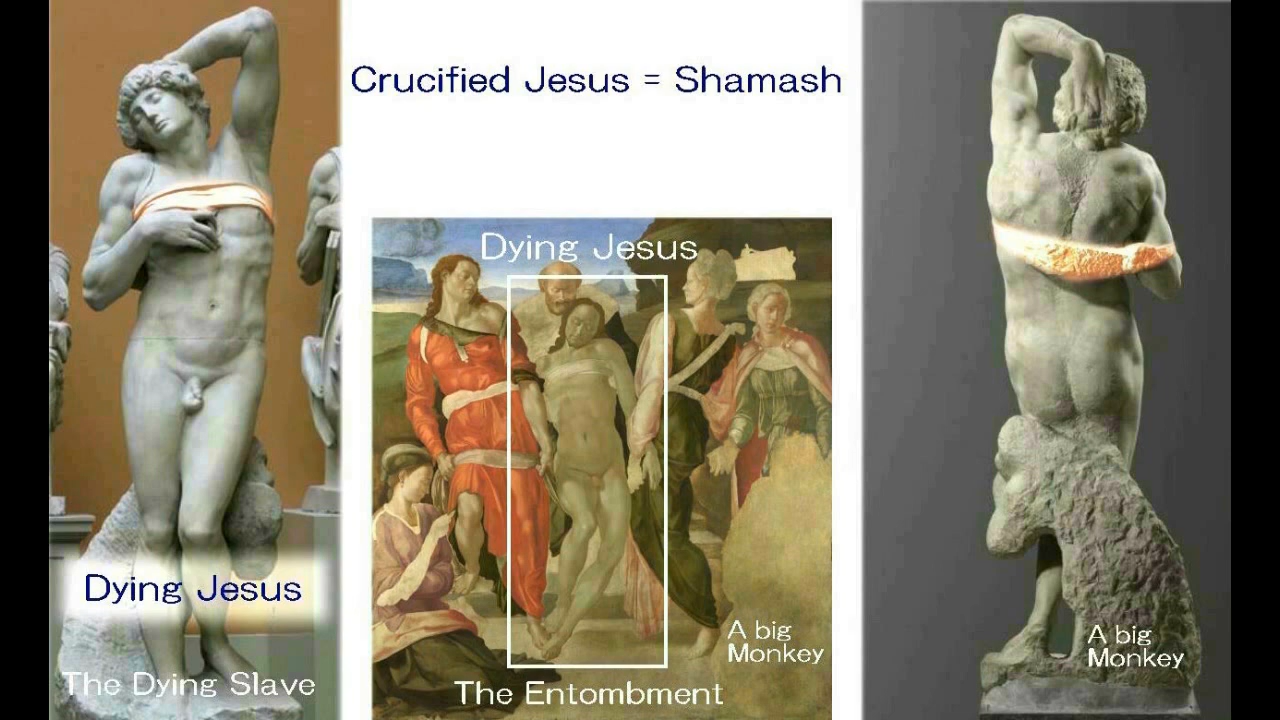 Crucified Jesus = Shamash
Dying Jesus
Dying Jesus
The Dying Slave
The Entombment
A big
Monkey
A big
Monkey